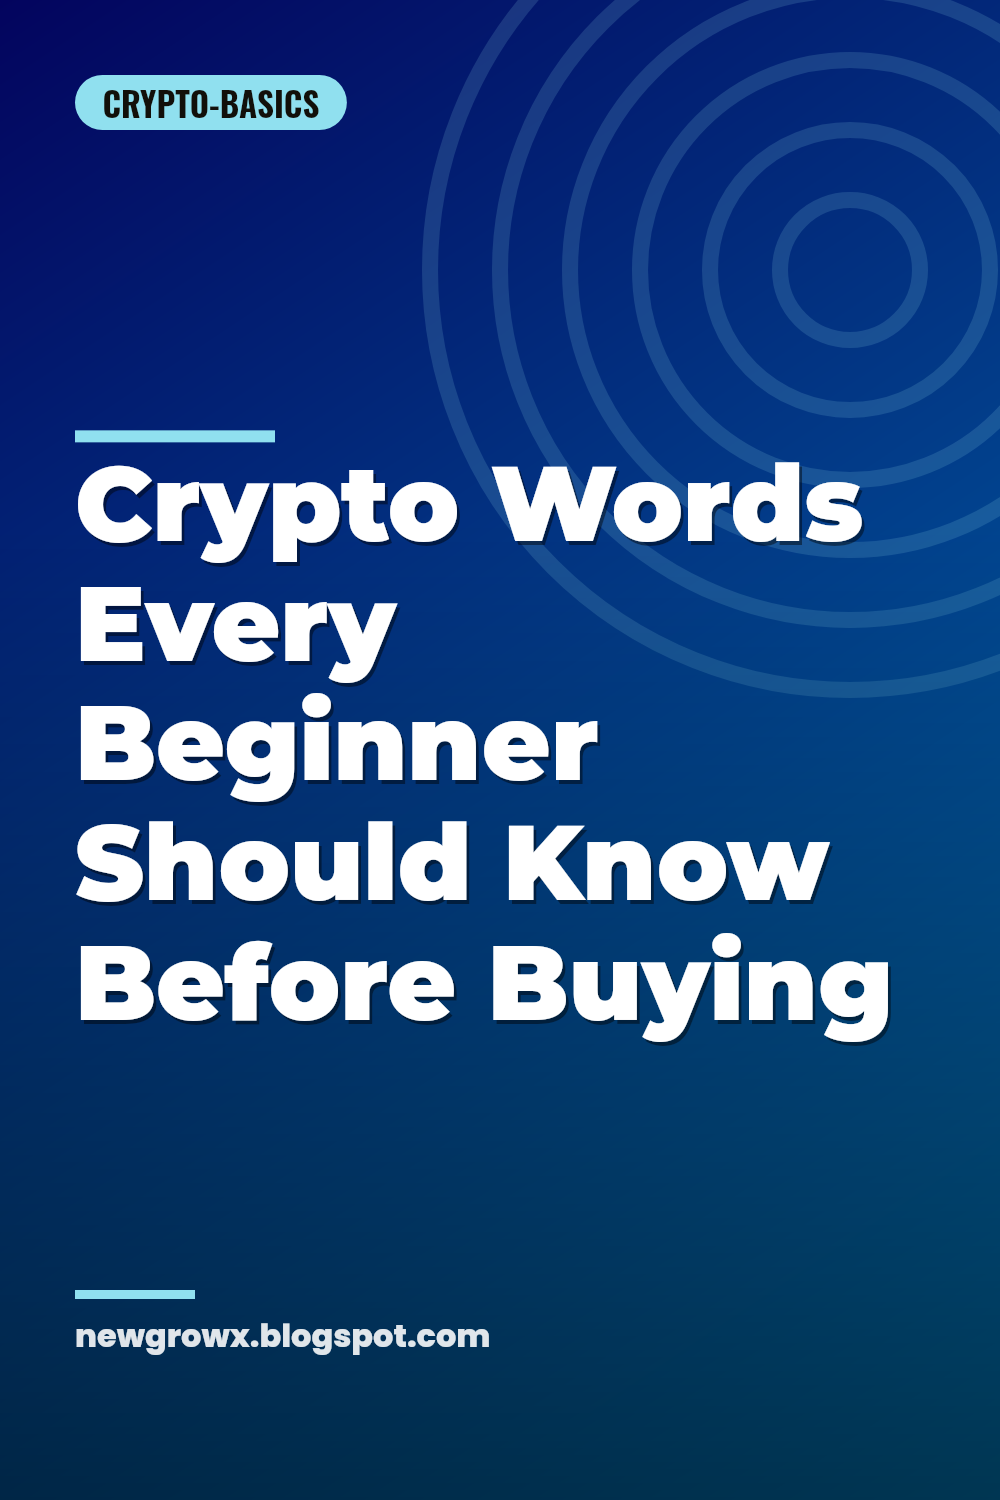 CRYPTO-BASICS
Crypto Words
Every
Beginner
Should Know
Before Buying
newgrowx.blogspot.com